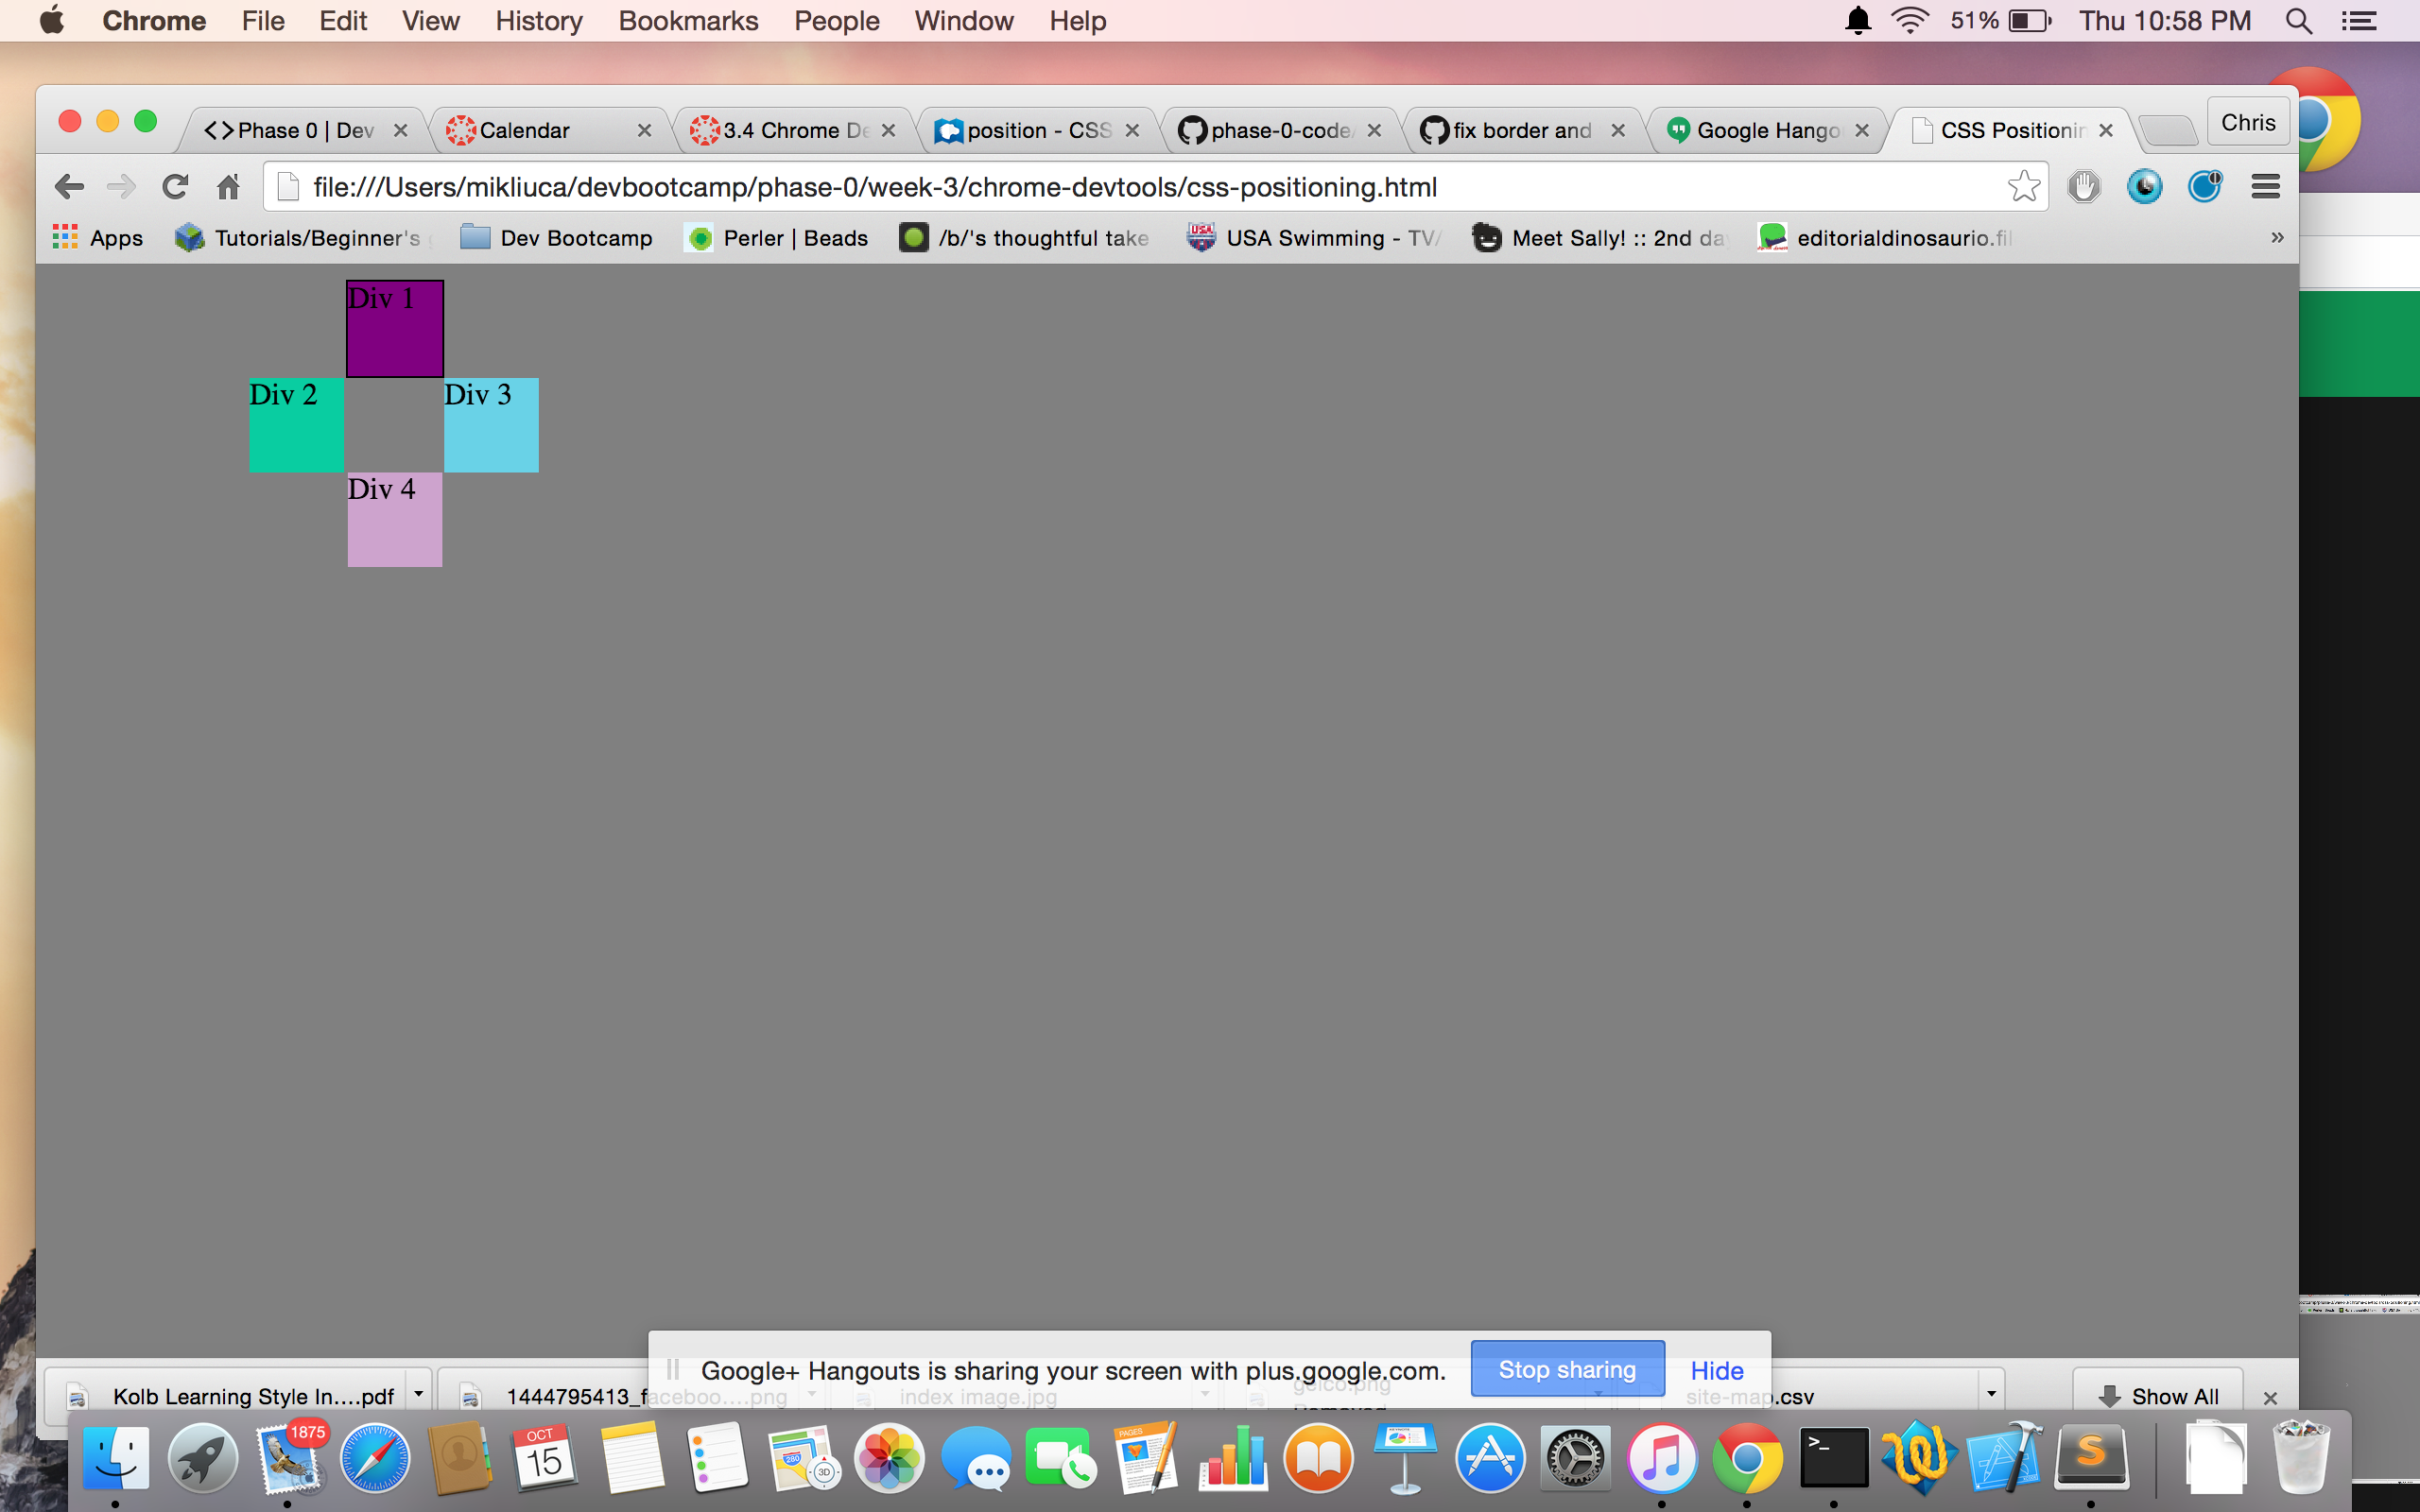 Chrome File Edit View History Bookmarks People Window Help 51% Thu 10:58 PM
Phase 0 | Dev Calendar 3.4 Chrome De position - CSS phase-0-code fix border and Google Hango CSS Positionin Chris
file:///Users/mikliuca/devbootcamp/phase-0/week-3/chrome-devtools/css-positioning.html
Apps Tutorials/Beginner's Dev Bootcamp Perler | Beads /b/'s thoughtful take USA Swimming - TV/ Meet Sally! :: 2nd da editorialdinosaurio.fil »
Div 1
Div 2 Div 3
Div 4
Google+ Hangouts is sharing your screen with plus.google.com. Stop sharing Hide
Kolb Learning Style In....pdf 1444795413_faceboo....png index image.jpg geico.png site-map.csv Show All
Removed
1875
OCT
15
PAGES
280
3D
>_
S